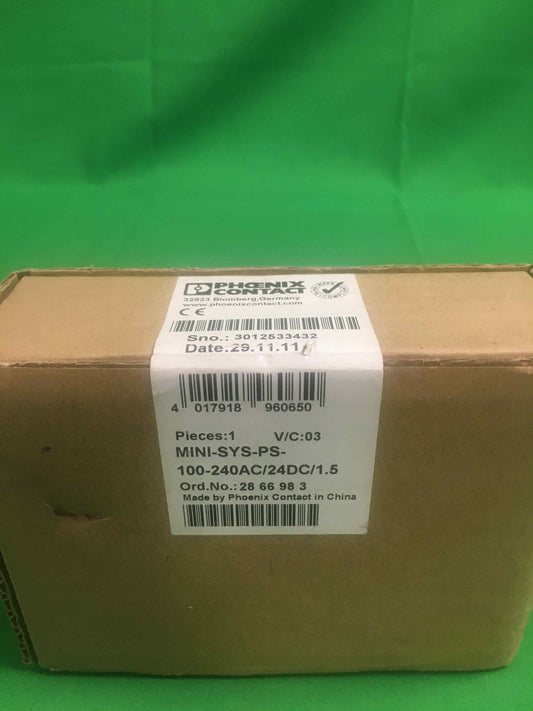 PHŒNIX
CONTACT
32823 Blomberg,Germany
www.phoenixcontact.com
CE
Sno.: 3012533432
Date:29.11.11
4 017918 960650
Pieces:1 V/C:03
MINI-SYS-PS-
100-240AC/24DC/1.5
Ord.No.:28 66 98 3
Made by Phoenix Contact in China